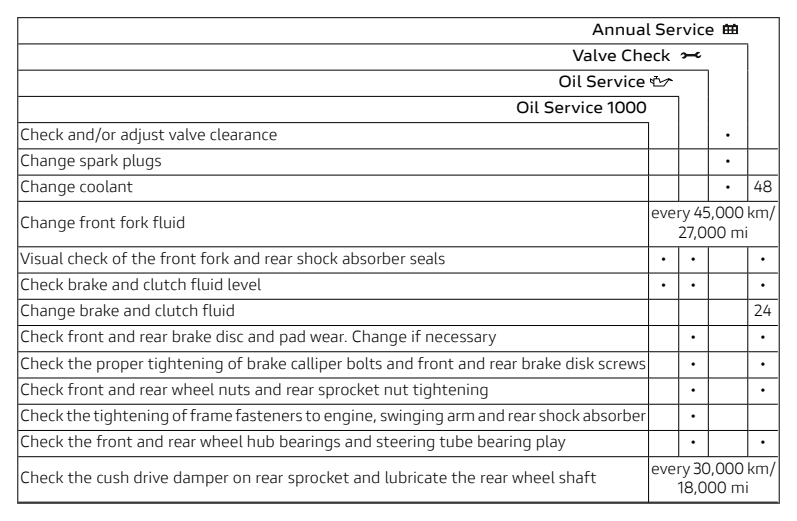 Annual Service
Valve Check
Oil Service
Oil Service 1000
Check and/or adjust valve clearance •
Change spark plugs •
Change coolant • 48
Change front fork fluid every 45,000 km/
27,000 mi
Visual check of the front fork and rear shock absorber seals • • •
Check brake and clutch fluid level • • •
Change brake and clutch fluid 24
Check front and rear brake disc and pad wear. Change if necessary • •
Check the proper tightening of brake calliper bolts and front and rear brake disk screws • •
Check front and rear wheel nuts and rear sprocket nut tightening • •
Check the tightening of frame fasteners to engine, swinging arm and rear shock absorber •
Check the front and rear wheel hub bearings and steering tube bearing play • •
Check the cush drive damper on rear sprocket and lubricate the rear wheel shaft every 30,000 km/
18,000 mi